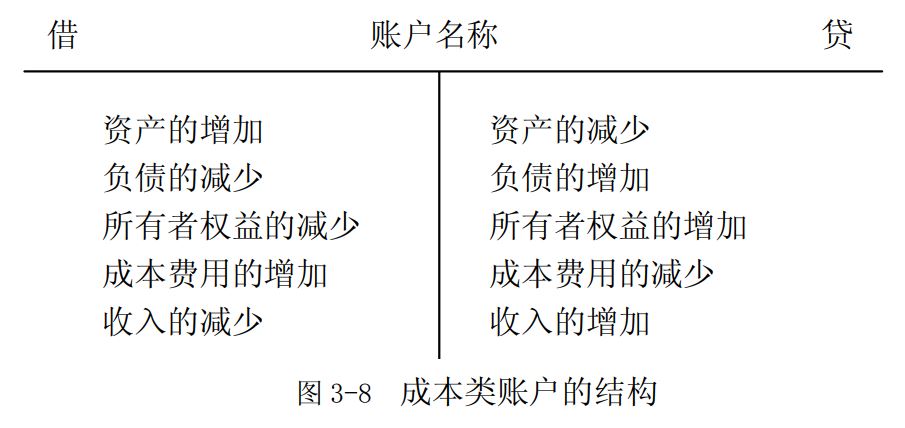 借 账户名称 贷
资产的增加 资产的减少
负债的减少 负债的增加
所有者权益的减少 所有者权益的增加
成本费用的增加 成本费用的减少
收入的减少 收入的增加
图 3-8 成本类账户的结构